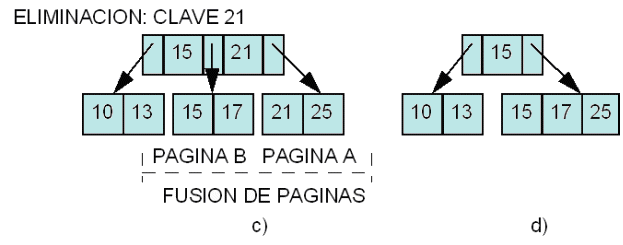 ELIMINACION: CLAVE 21
15 21
15
10 13 15 17 21 25
10 13 15 17 25
PAGINA B PAGINA A
FUSION DE PAGINAS
c) d)